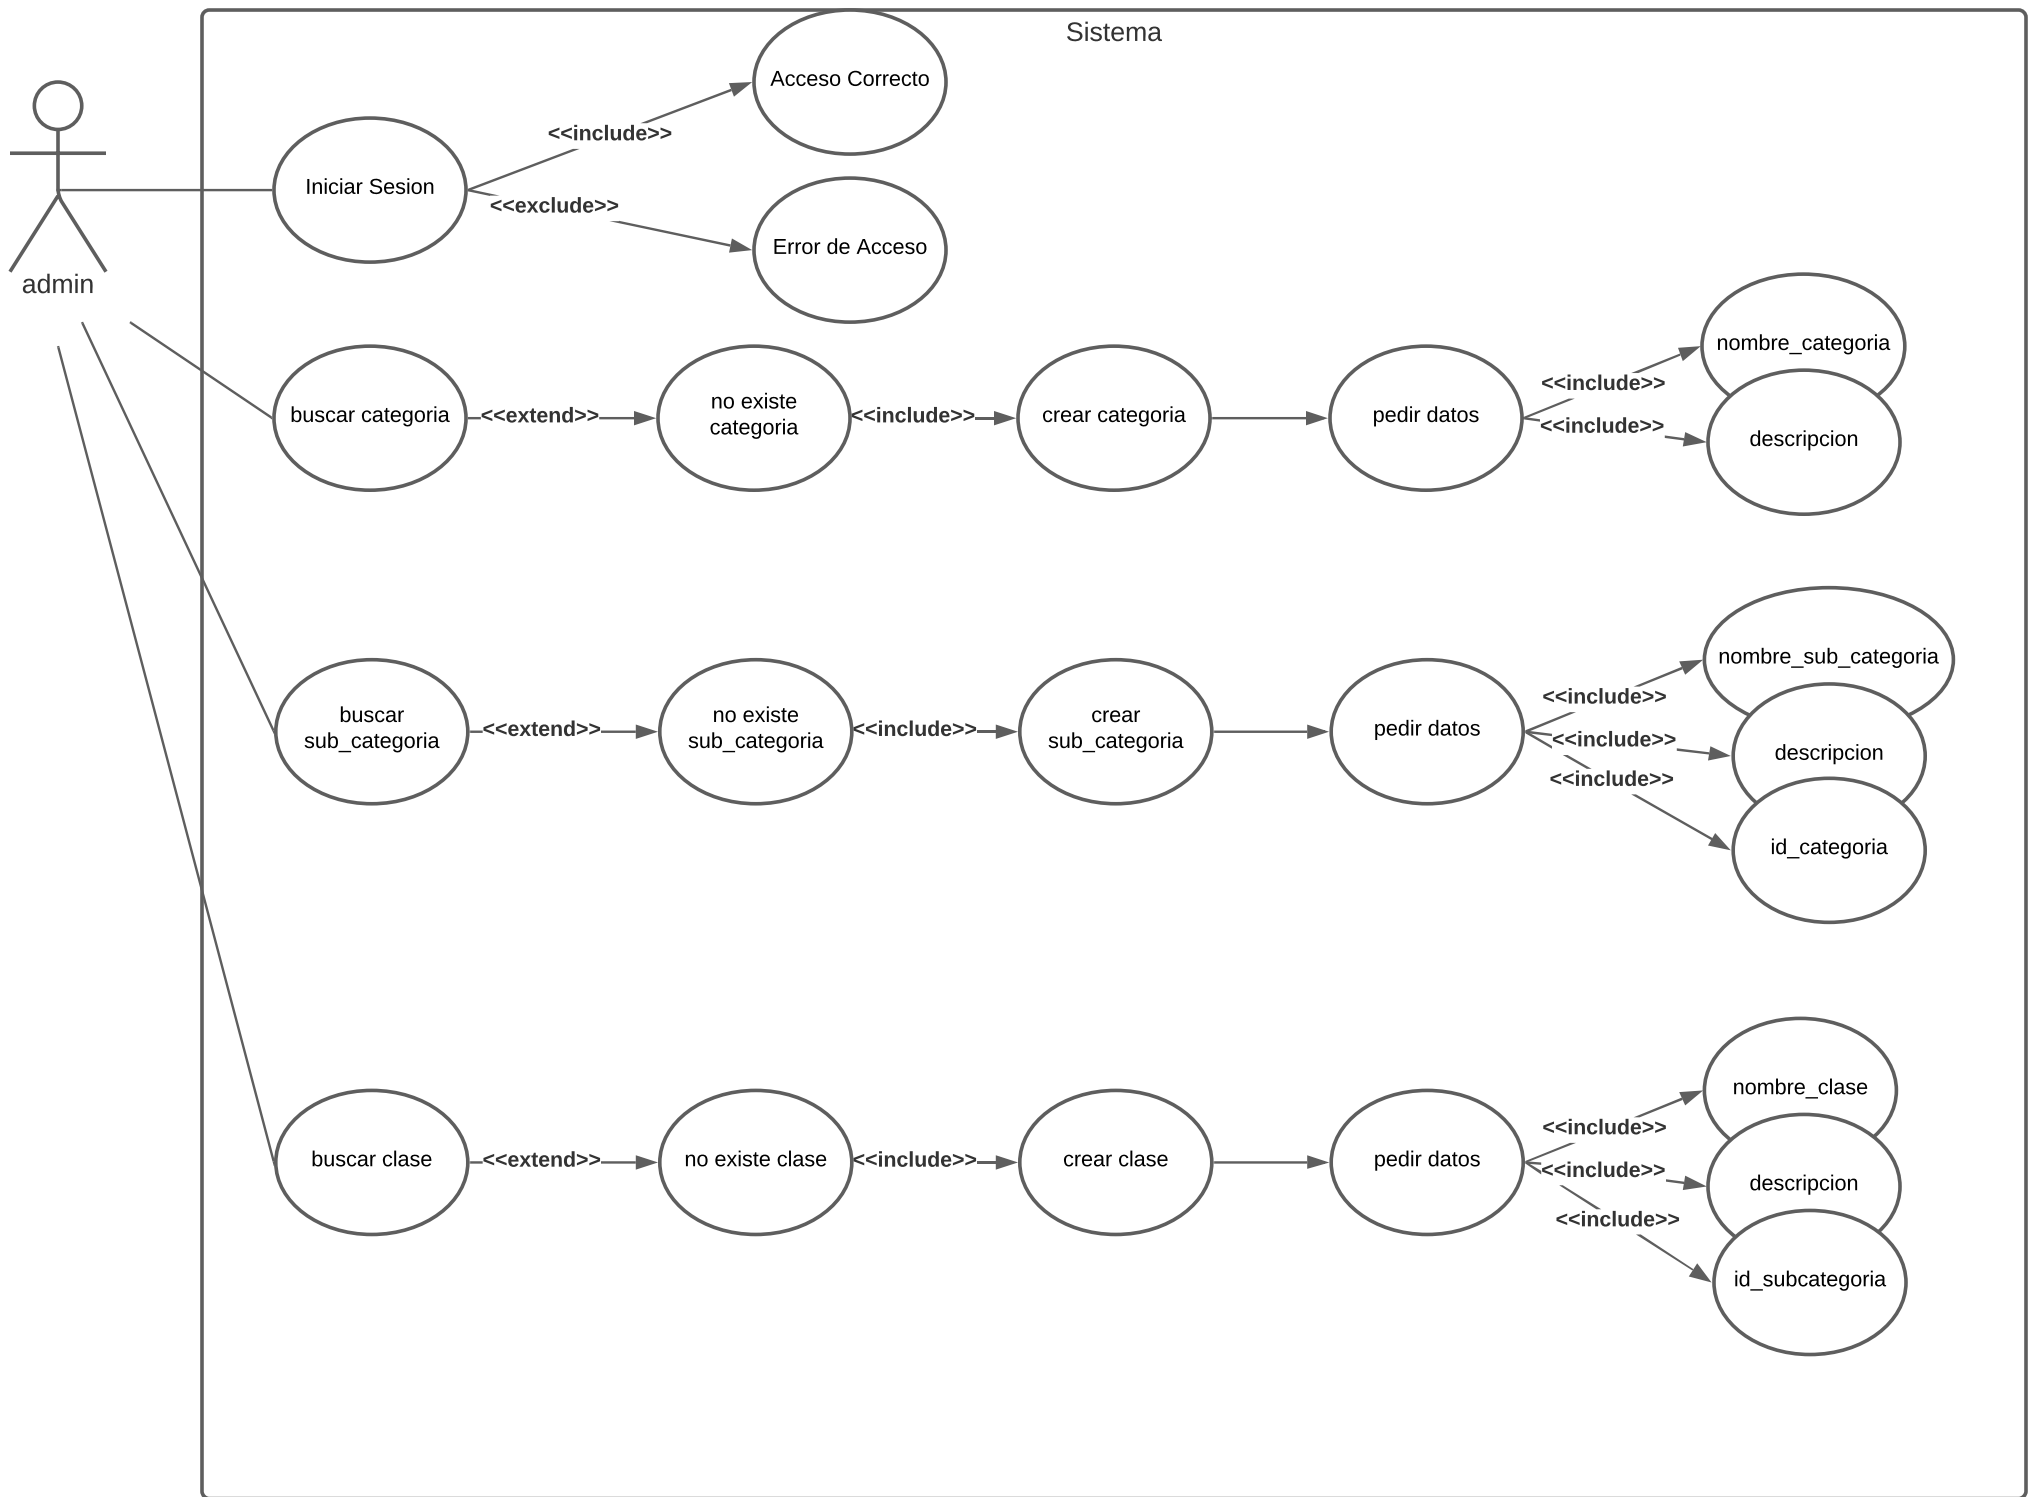 Sistema
Acceso Correcto
<<include>>
Iniciar Sesion
<<exclude>>
Error de Acceso
admin
nombre_categoria
<<include>>
buscar categoria
<<extend>>
no existe
categoria
<<include>>
crear categoria
pedir datos
<<include>>
descripcion
nombre_sub_categoria
<<include>>
buscar
sub_categoria
<<extend>>
no existe
sub_categoria
<<include>>
crear
sub_categoria
pedir datos
<<include>>
descripcion
<<include>>
id_categoria
nombre_clase
<<include>>
buscar clase
<<extend>>
no existe clase
<<include>>
crear clase
pedir datos
<<include>>
descripcion
<<include>>
id_subcategoria